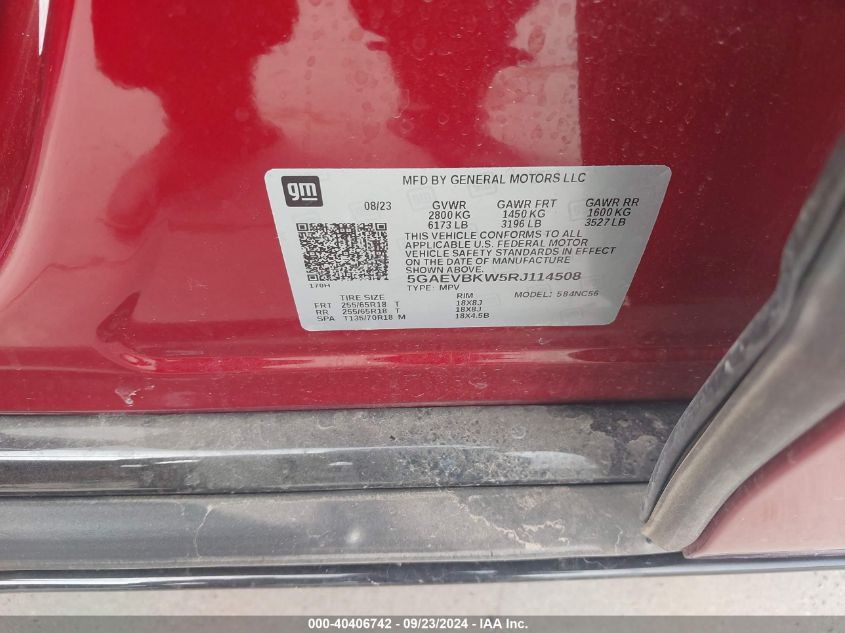 gm
MFD BY GENERAL MOTORS LLC
08/23 GVWR GAWR FRT GAWR RR
2800 KG 1450 KG 1600 KG
6173 LB 3196 LB 3527 LB
THIS VEHICLE CONFORMS TO ALL
APPLICABLE U.S. FEDERAL MOTOR
VEHICLE SAFETY STANDARDS IN EFFECT
ON THE DATE OF MANUFACTURE
SHOWN ABOVE.
170H
5GAEVBKW5RJ114508
TYPE: MPV MODEL: 584NC56
TIRE SIZE RIM
FRT 255/65R18 T 18X8J
RR 255/65R18 T 18X8J
SPA T135/70R18 M 18X4.5B
000-40406742 - 09/23/2024 - IAA Inc.